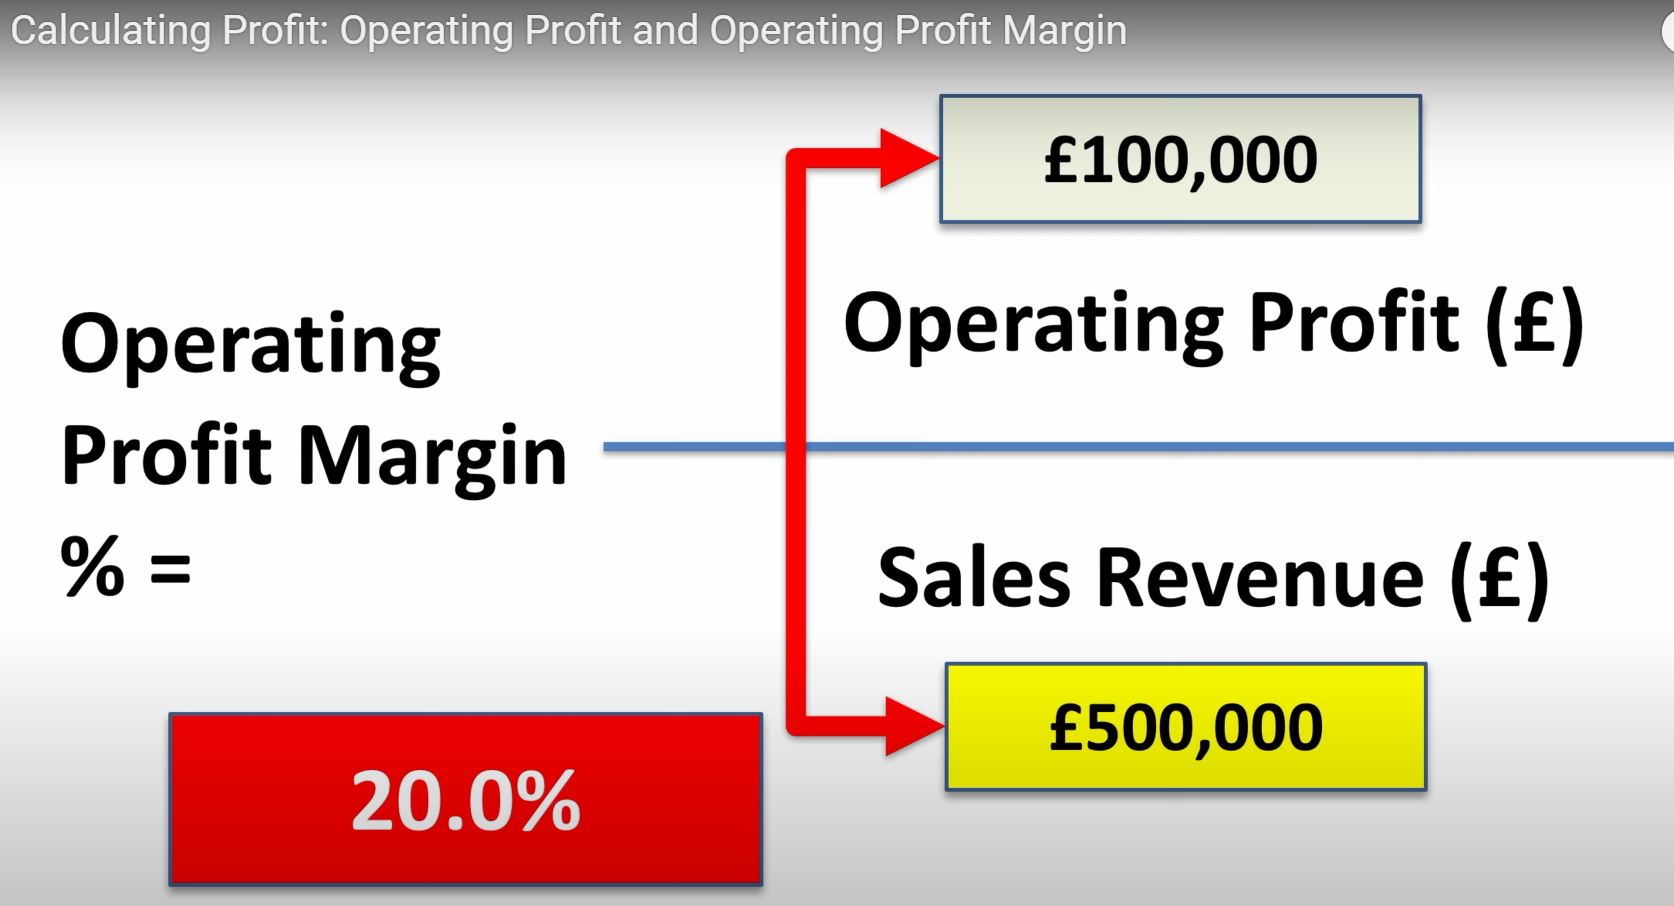 Calculating Profit: Operating Profit and Operating Profit Margin
£100,000
Operating
Profit Margin
% =
Operating Profit (£)
Sales Revenue (£)
£500,000
20.0%